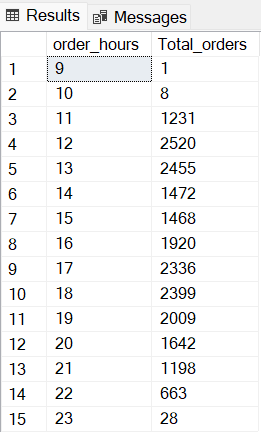 Results Messages
order_hours Total_orders
1 9 1
2 10 8
3 11 1231
4 12 2520
5 13 2455
6 14 1472
7 15 1468
8 16 1920
9 17 2336
10 18 2399
11 19 2009
12 20 1642
13 21 1198
14 22 663
15 23 28